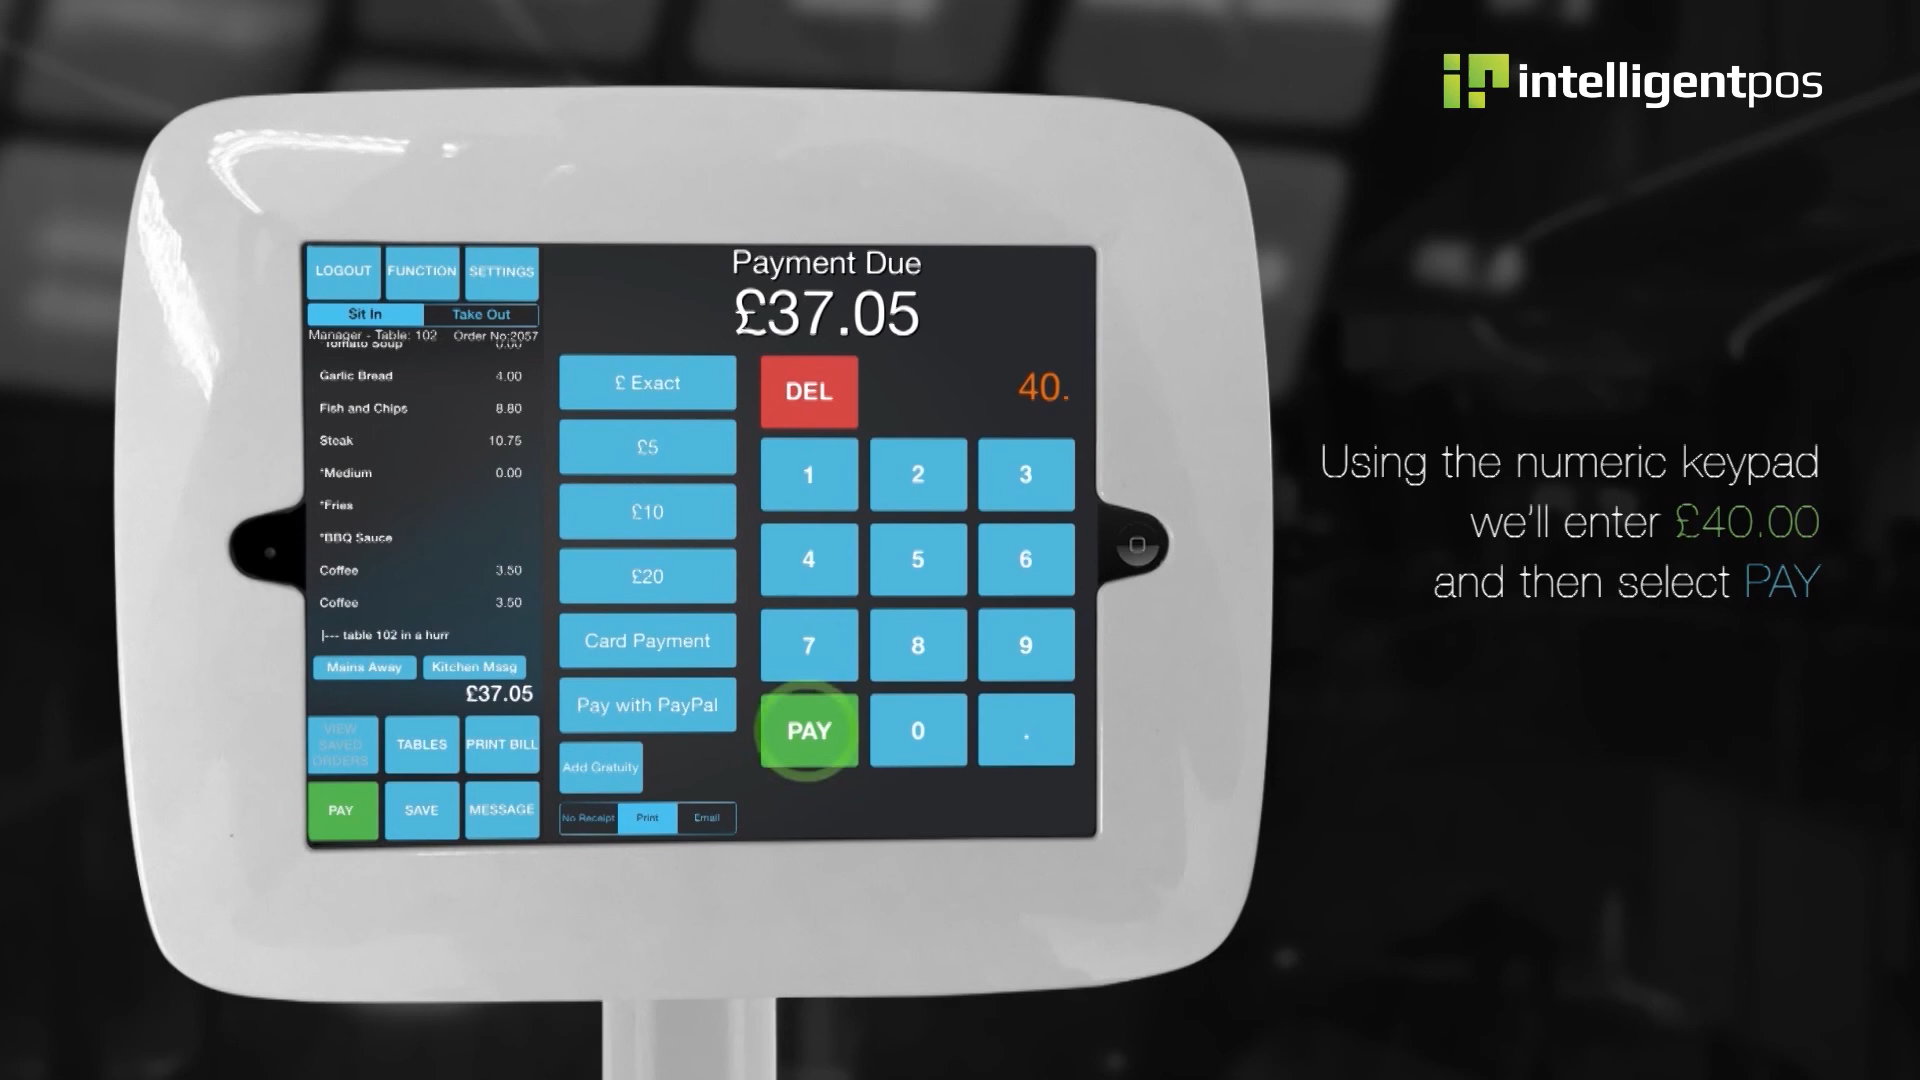 intelligentpos
LOGOUT FUNCTION SETTINGS
Sit In Take Out
Manager - Table: 102 Order No:2057
Tomato Soup 0.00
Garlic Bread 4.00
Fish and Chips 8.80
Steak 10.75
*Medium 0.00
*Fries
*BBQ Sauce
Coffee 3.50
Coffee 3.50
|--- table 102 in a hurr
Mains Away Kitchen Mssg
£37.05
VIEW SAVED ORDERS TABLES PRINT BILL
PAY SAVE MESSAGE
Payment Due
£37.05
£ Exact
£5
£10
£20
Card Payment
Pay with PayPal
Add Gratuity
No Receipt Print Email
DEL 40.
1 2 3
4 5 6
7 8 9
PAY 0 .
Using the numeric keypad
we'll enter £40.00
and then select PAY